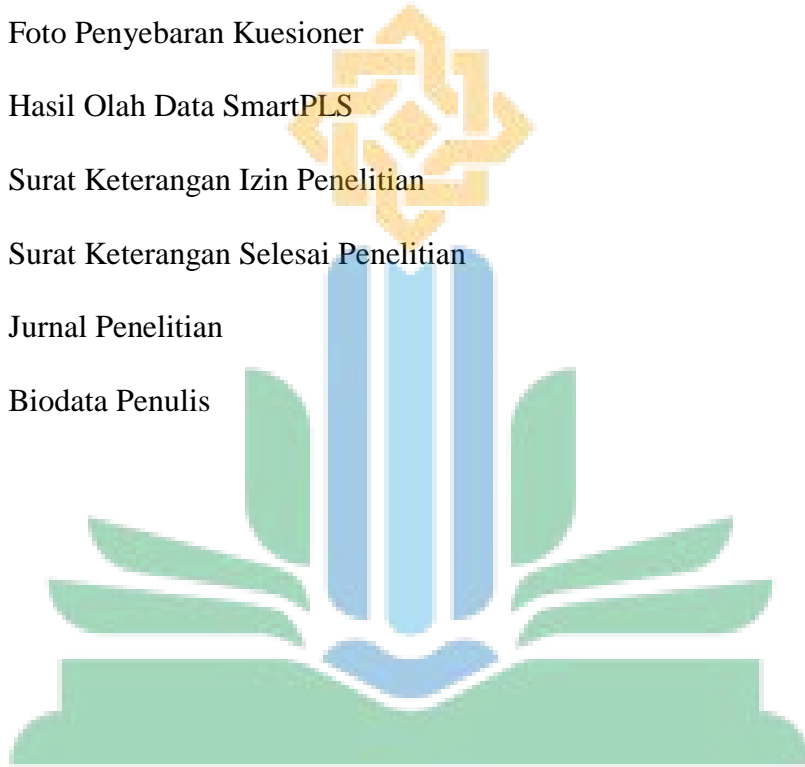 Foto Penyebaran Kuesioner
Hasil Olah Data SmartPLS
Surat Keterangan Izin Penelitian
Surat Keterangan Selesai Penelitian
Jurnal Penelitian
Biodata Penulis